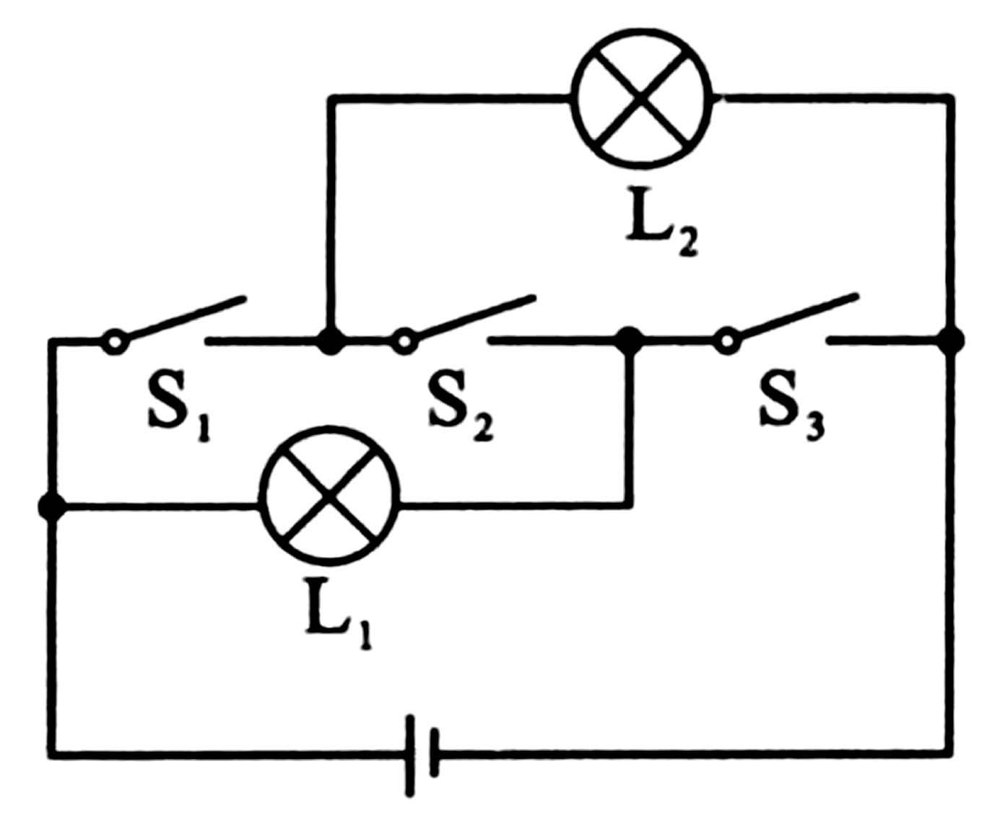 L₂
S₁ S₂ S₃
L₁